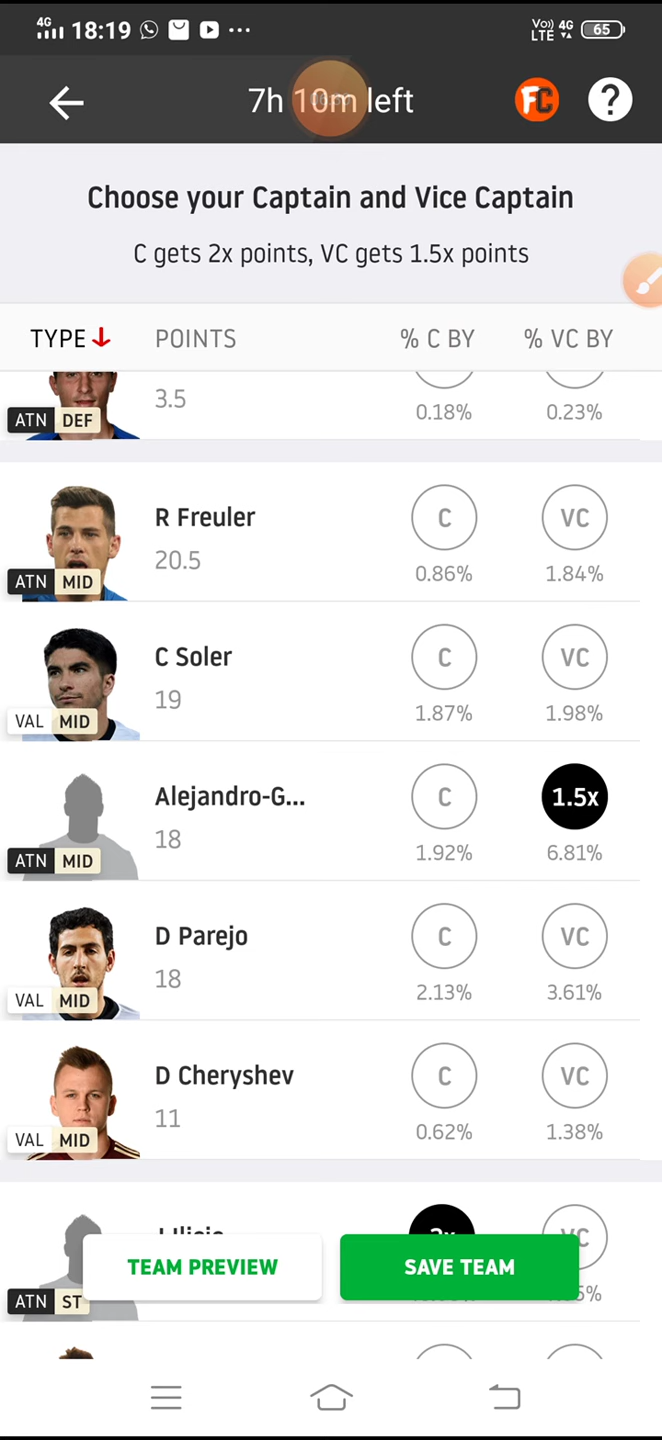 4G 18:19 Vo) LTE 4G 65
7h 10m left FC ?
Choose your Captain and Vice Captain
C gets 2x points, VC gets 1.5x points
TYPE POINTS % C BY % VC BY
3.5
ATN DEF 0.18% 0.23%
R Freuler C VC
20.5
ATN MID 0.86% 1.84%
C Soler C VC
19
VAL MID 1.87% 1.98%
Alejandro-G... C 1.5x
18
ATN MID 1.92% 6.81%
D Parejo C VC
18
VAL MID 2.13% 3.61%
D Cheryshev C VC
11
VAL MID 0.62% 1.38%
2x VC
TEAM PREVIEW SAVE TEAM
ATN ST